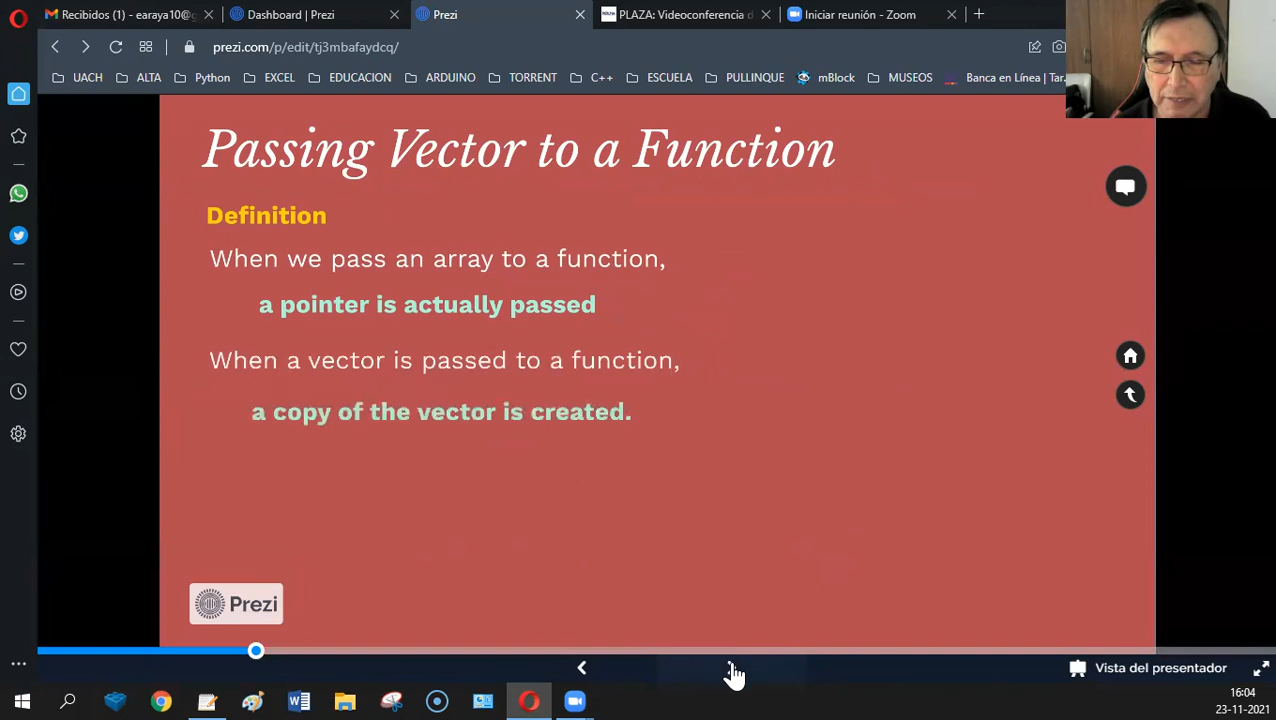 Recibidos (1) - earaya10@g
Dashboard | Prezi
Prezi
PLAZA: Videoconferencia d
Iniciar reunión - Zoom
prezi.com/p/edit/tj3mbafaydcq/
UACH
ALTA
Python
EXCEL
EDUCACION
ARDUINO
TORRENT
C++
ESCUELA
PULLINQUE
mBlock
MUSEOS
Banca en Línea | Tar.
Passing Vector to a Function
Definition
When we pass an array to a function,
a pointer is actually passed
When a vector is passed to a function,
a copy of the vector is created.
Prezi
Vista del presentador
16:04
23-11-2021